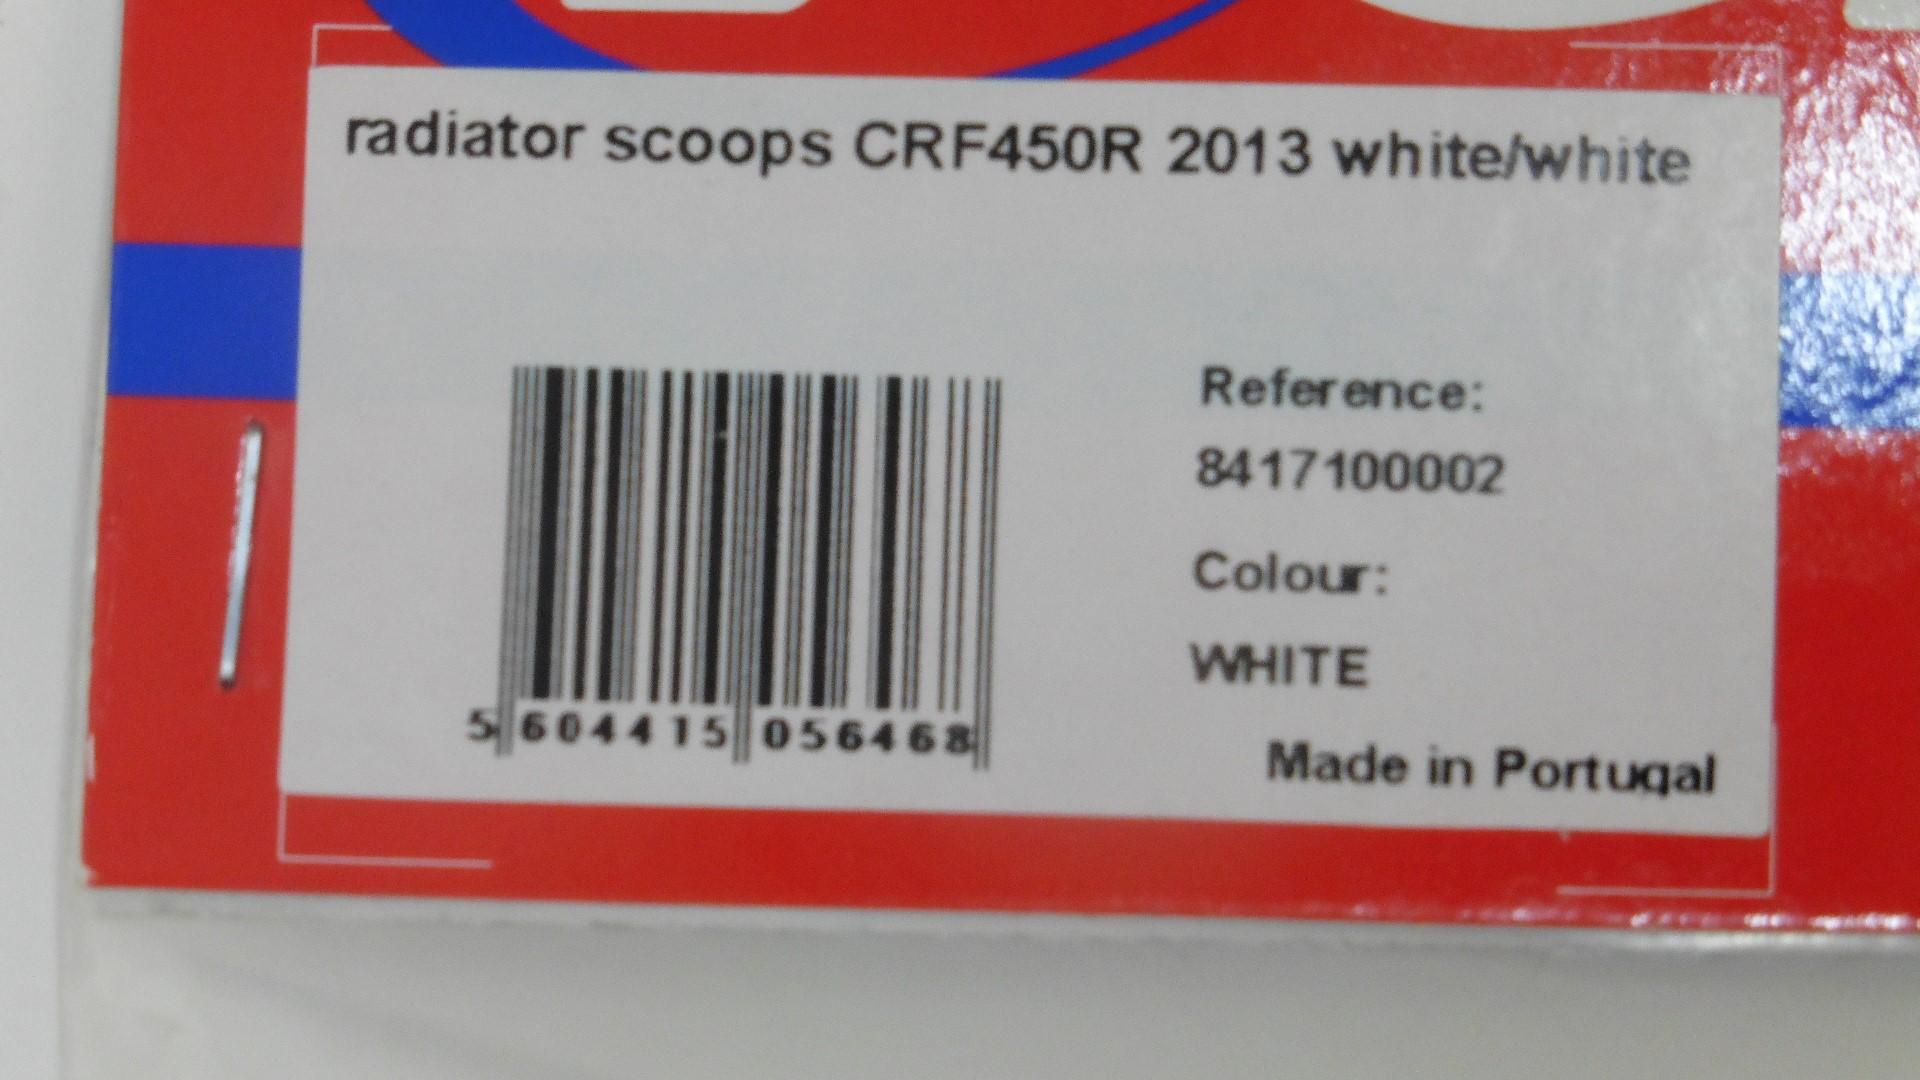 radiator scoops CRF450R 2013 white/white
Reference:
8417100002
Colour:
WHITE
5 604415 056468
Made in Portugal